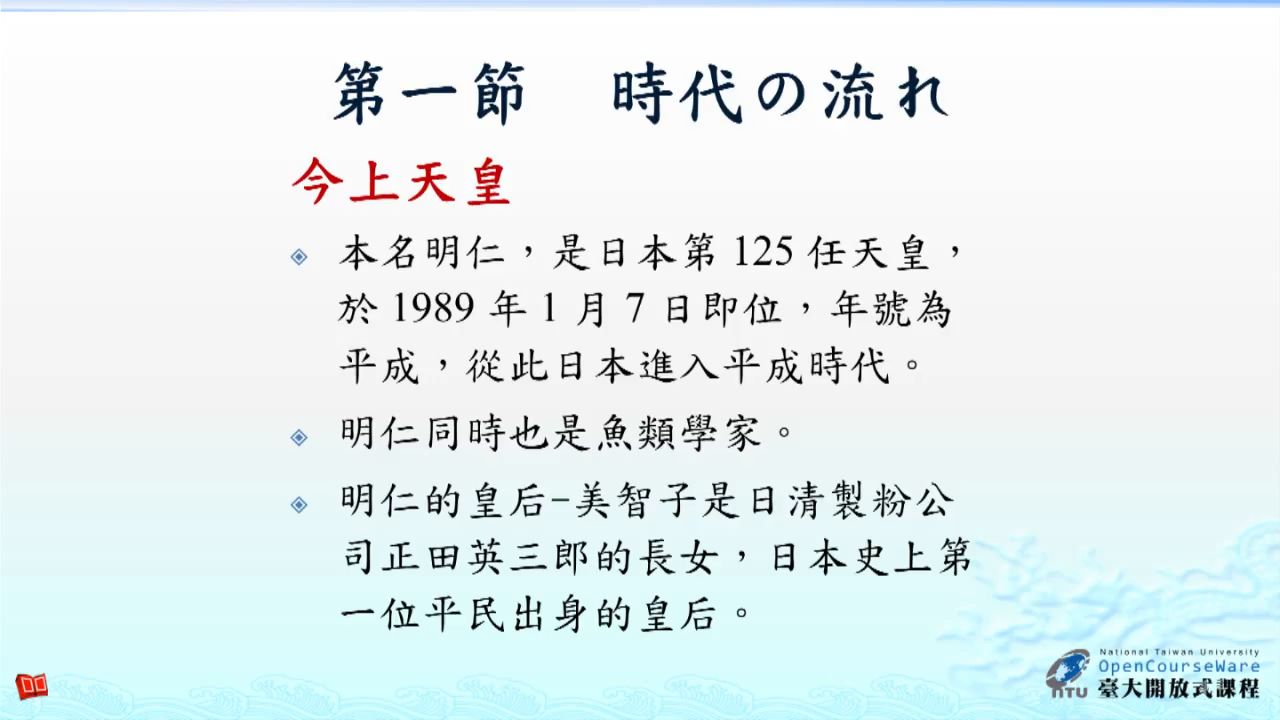 第一節　時代の流れ
今上天皇
本名明仁，是日本第 125 任天皇，
於 1989 年 1 月 7 日即位，年號為
平成，從此日本進入平成時代。
明仁同時也是魚類學家。
明仁的皇后–美智子是日清製粉公
司正田英三郎的長女，日本史上第
一位平民出身的皇后。
National Taiwan University
OpenCourseWare
NTU 臺大開放式課程